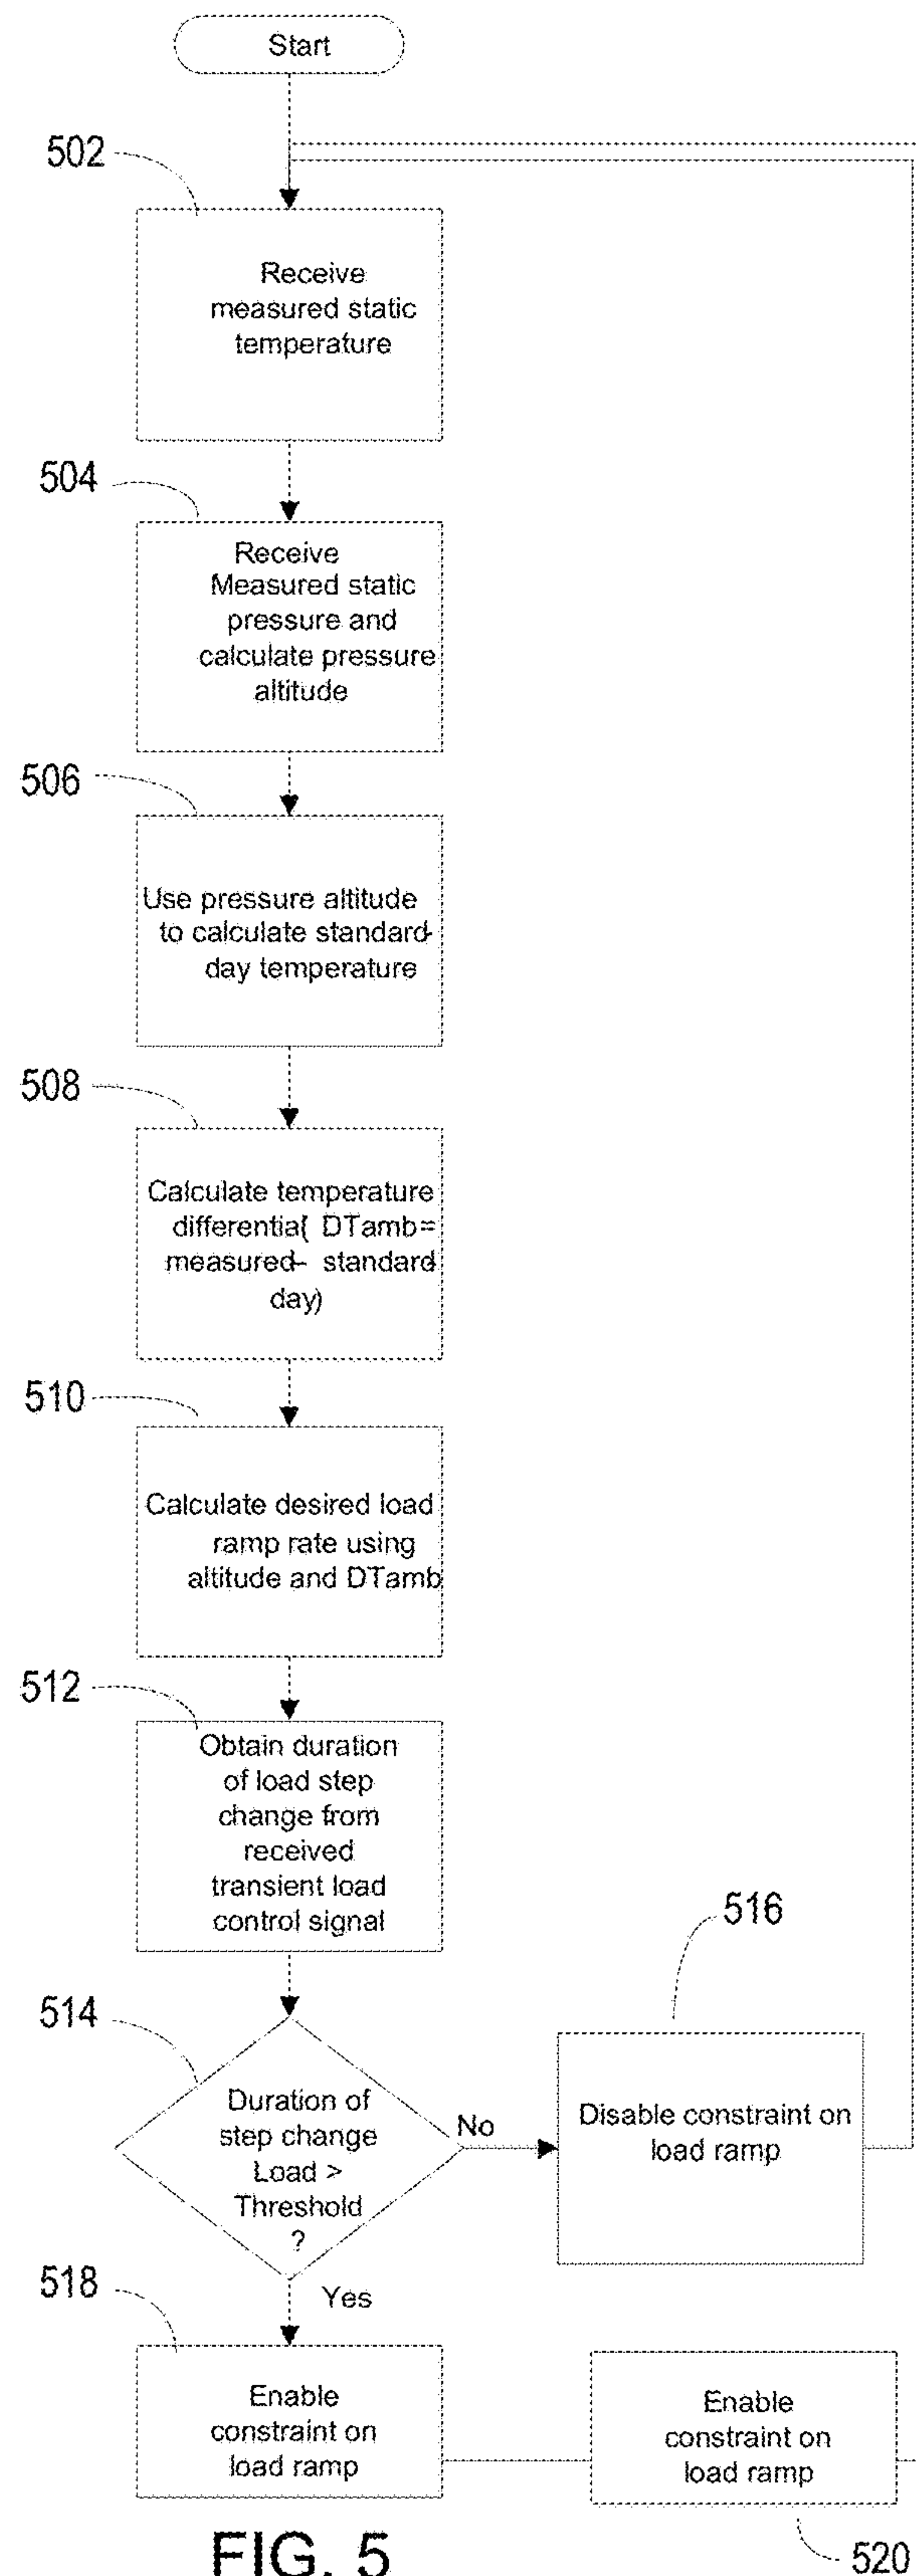 Start
502
Receive
measured static
temperature
504
Receive
Measured static
pressure and
calculate pressure
altitude
506
Use pressure altitude
to calculate standard-
day temperature
508
Calculate temperature
differential( DTamb=
measured- standard
day)
510
Calculate desired load
ramp rate using
altitude and DTamb
512
Obtain duration
of load step
change from
received
transient load
control signal
514
Duration of
step change
Load >
Threshold
?
No
516
Disable constraint on
load ramp
Yes
518
Enable
constraint on
load ramp
Enable
constraint on
load ramp
520
FIG. 5